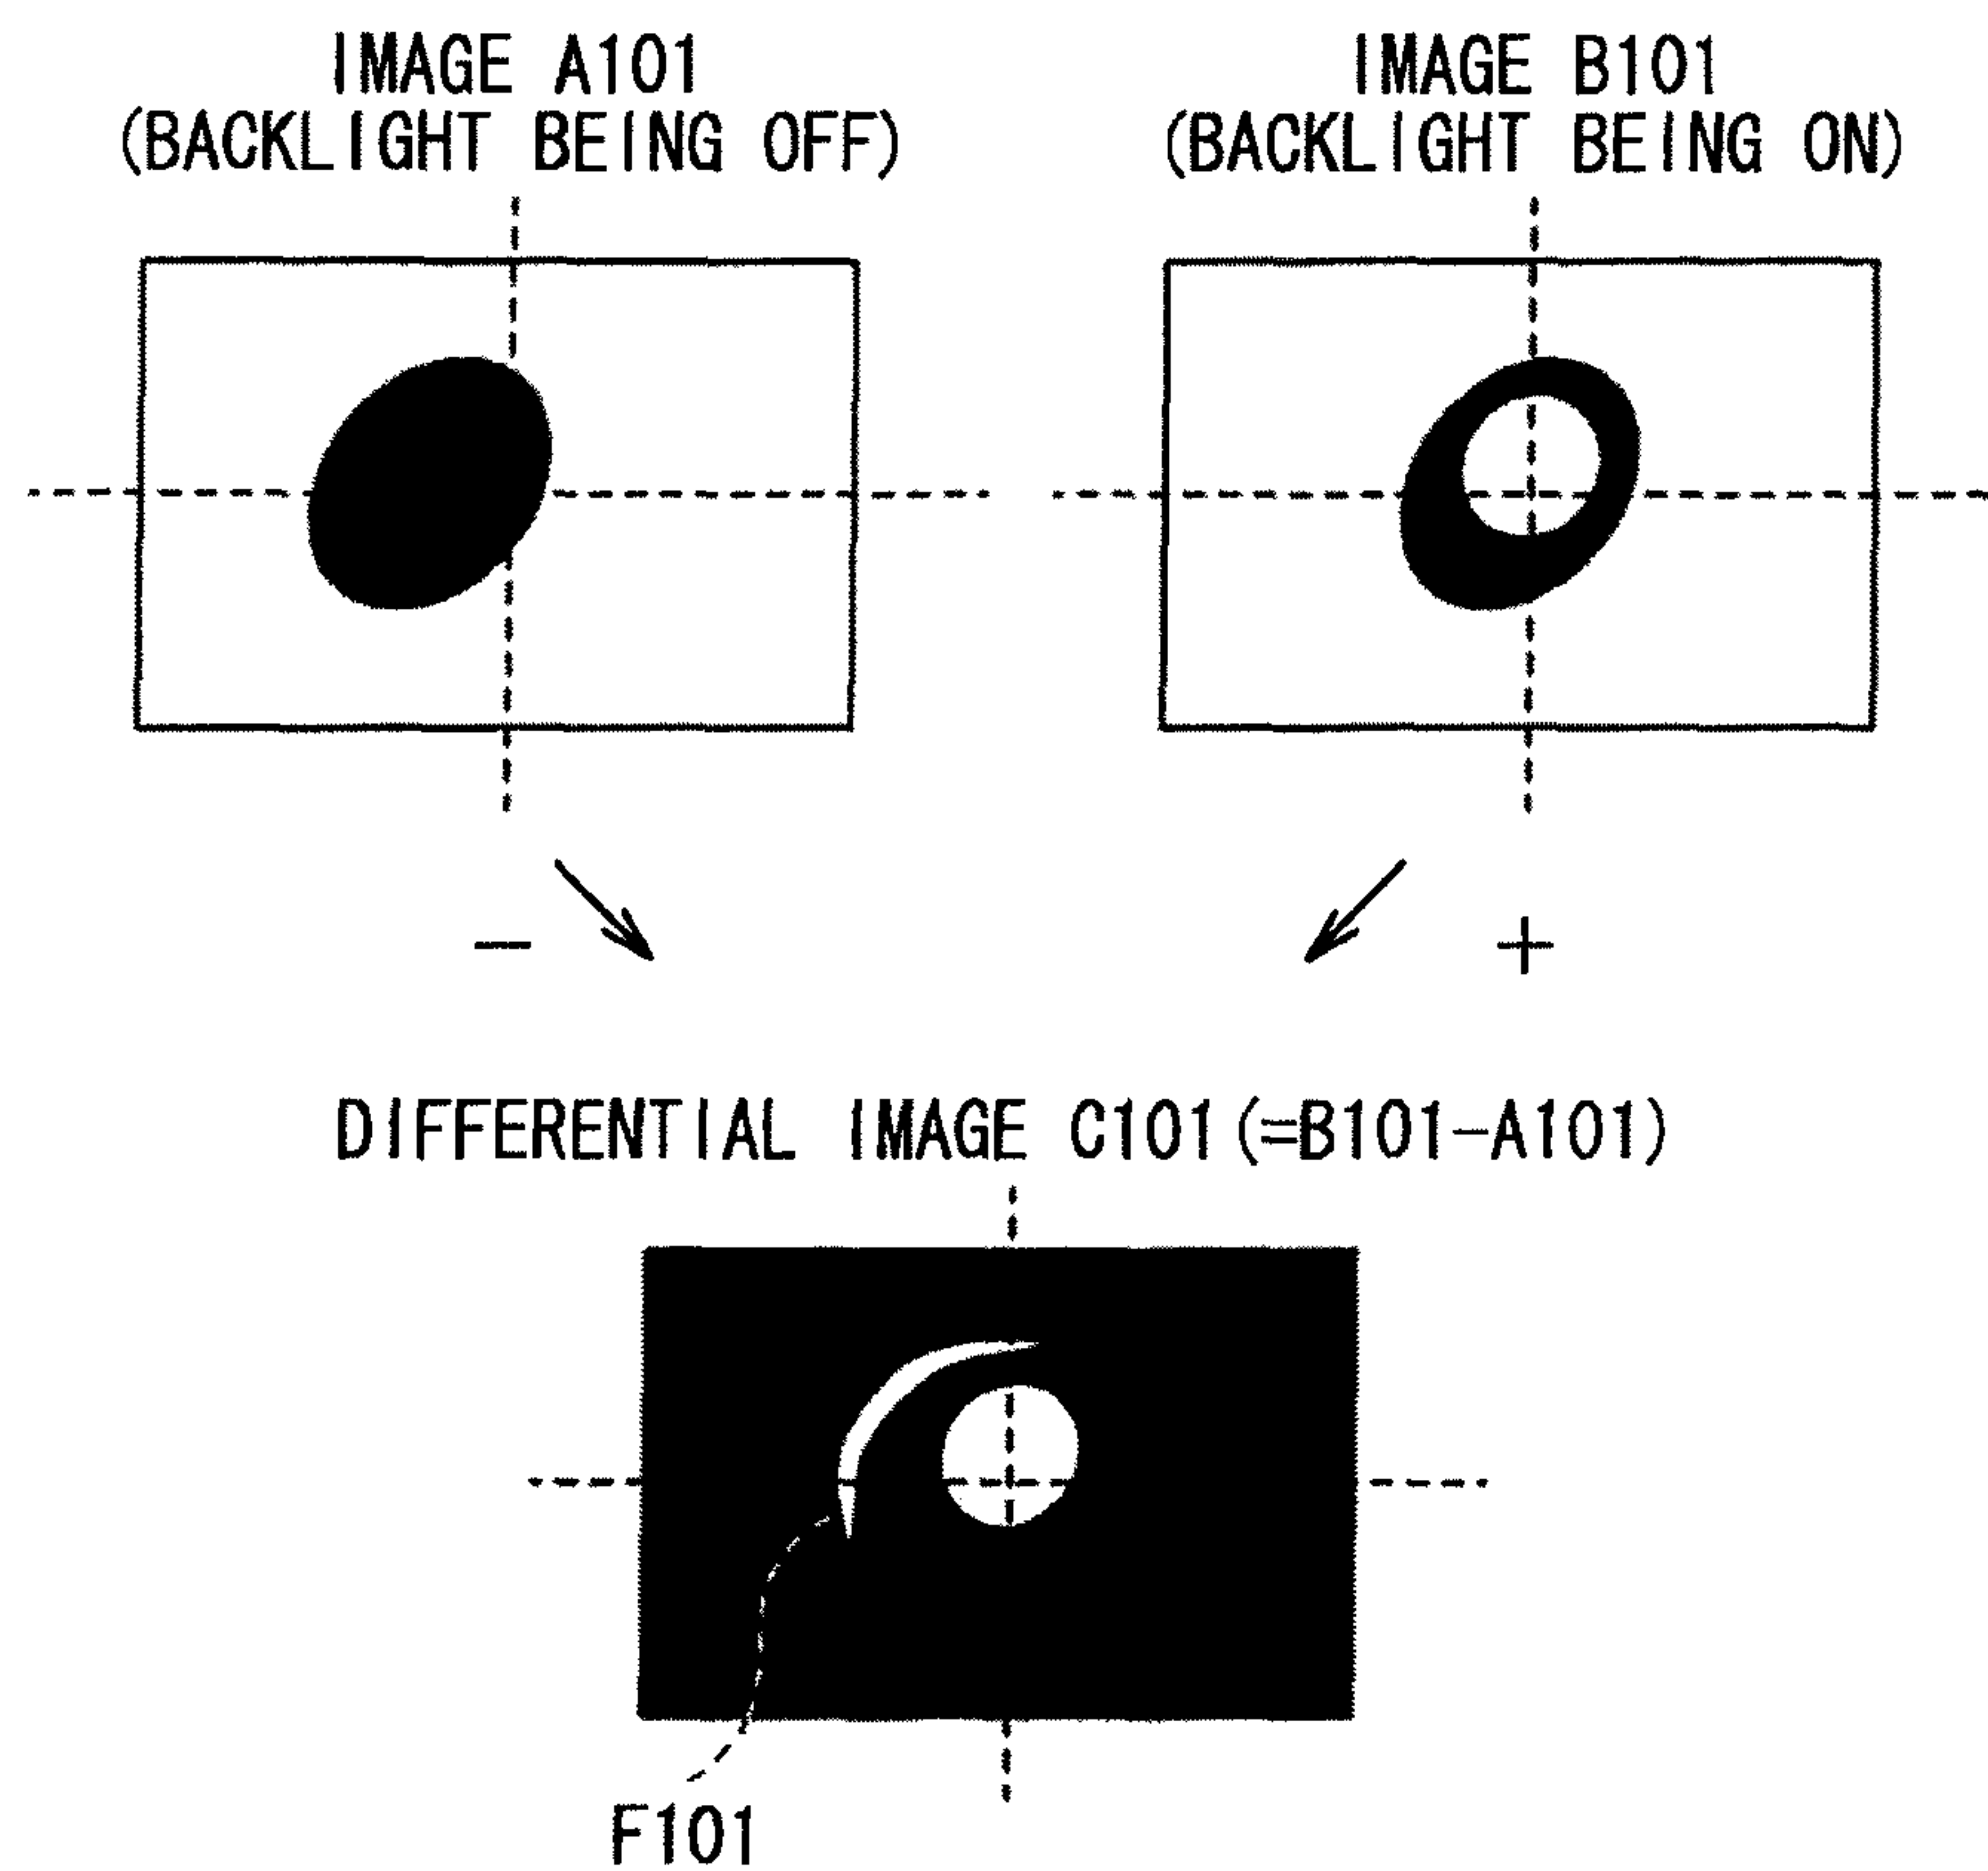 IMAGE A101
(BACKLIGHT BEING OFF)
IMAGE B101
(BACKLIGHT BEING ON)
−
+
DIFFERENTIAL IMAGE C101(=B101−A101)
F101